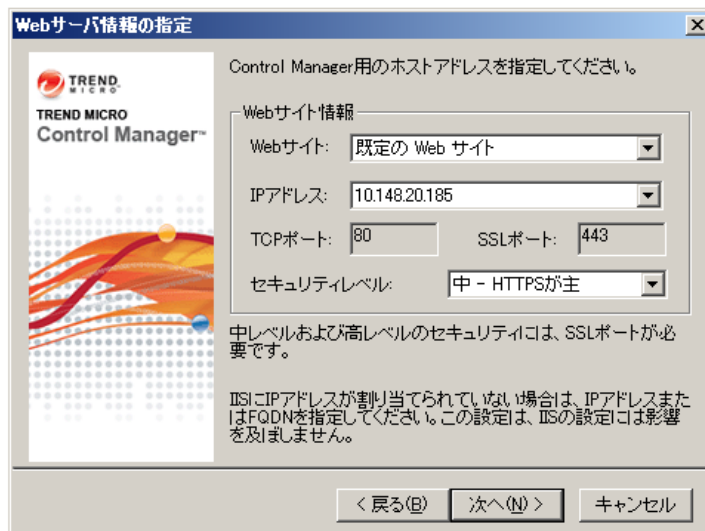 Webサーバ情報の指定
TREND
MICRO
TREND MICRO
Control Manager™
Control Manager用のホストアドレスを指定してください。
Webサイト情報
Webサイト: 既定の Web サイト
IPアドレス: 10.148.20.185
TCPポート: 80 SSLポート: 443
セキュリティレベル: 中 - HTTPSが主
中レベルおよび高レベルのセキュリティには、SSLポートが必
要です。
IISにIPアドレスが割り当てられていない場合は、IPアドレスまた
はFQDNを指定してください。この設定は、IISの設定には影響
を及ぼしません。
< 戻る(B) 次へ(N) > キャンセル